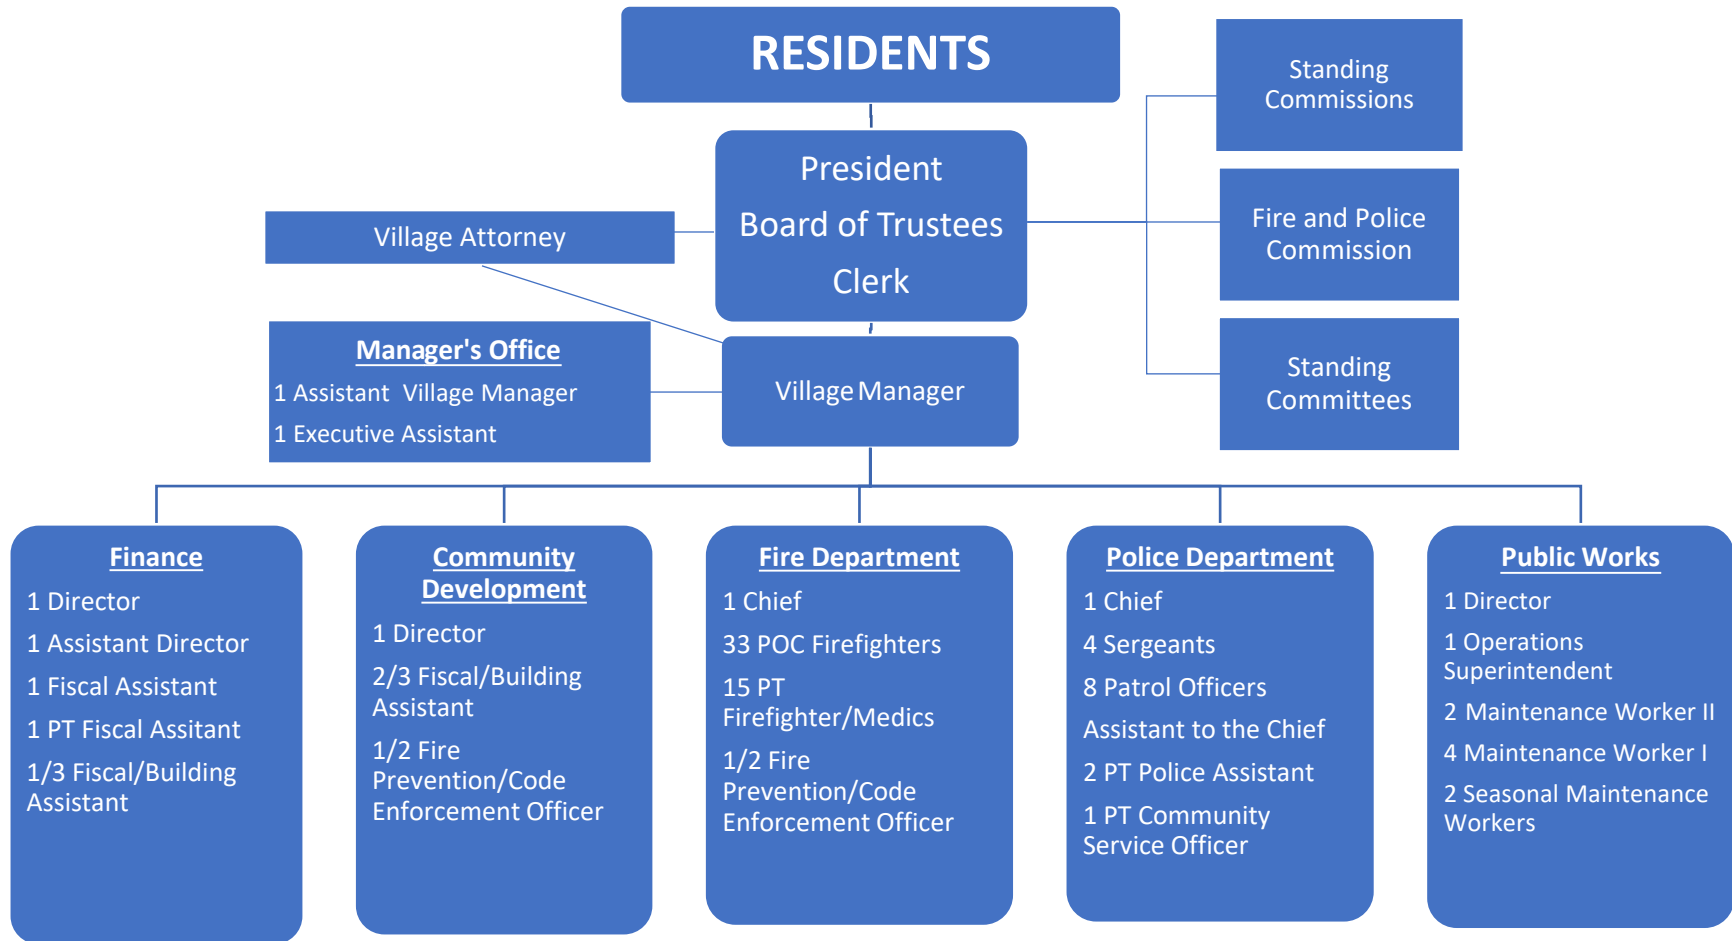 RESIDENTS
Standing
Commissions
President
Board of Trustees
Clerk
Fire and Police
Commission
Village Attorney
Standing
Committees
Manager's Office
1 Assistant Village Manager
1 Executive Assistant
Village Manager
Finance
1 Director
1 Assistant Director
1 Fiscal Assistant
1 PT Fiscal Assitant
1/3 Fiscal/Building
Assistant
Community
Development
1 Director
2/3 Fiscal/Building
Assistant
1/2 Fire
Prevention/Code
Enforcement Officer
Fire Department
1 Chief
33 POC Firefighters
15 PT
Firefighter/Medics
1/2 Fire
Prevention/Code
Enforcement Officer
Police Department
1 Chief
4 Sergeants
8 Patrol Officers
Assistant to the Chief
2 PT Police Assistant
1 PT Community
Service Officer
Public Works
1 Director
1 Operations
Superintendent
2 Maintenance Worker II
4 Maintenance Worker I
2 Seasonal Maintenance
Workers